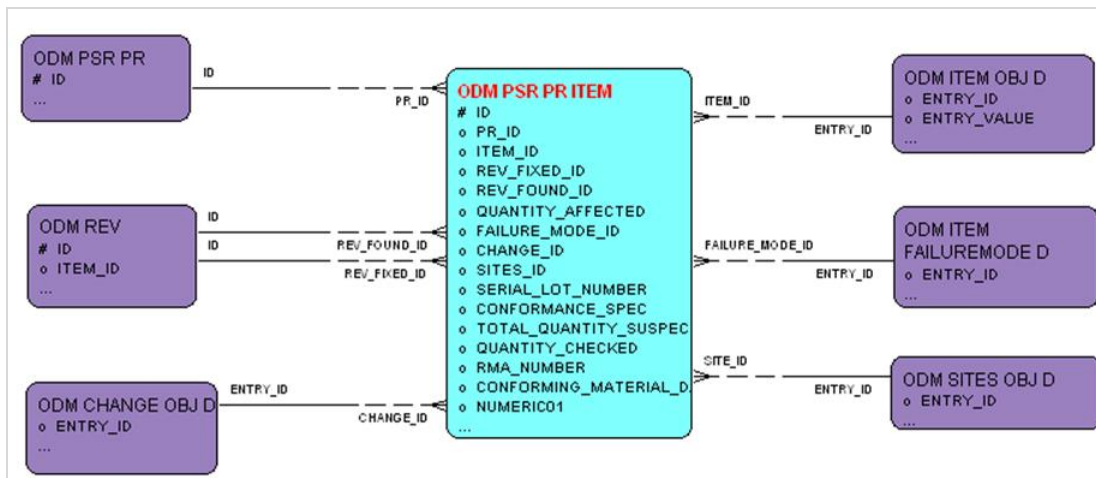 ODM PSR PR
# ID
...
ID
PR_ID
ODM REV
# ID
o ITEM_ID
...
ID
ID
REV_FOUND_ID
REV_FIXED_ID
ODM CHANGE OBJ D
o ENTRY_ID
...
ENTRY_ID
CHANGE_ID
ODM PSR PR ITEM
# ID
o PR_ID
o ITEM_ID
o REV_FIXED_ID
o REV_FOUND_ID
o QUANTITY_AFFECTED
o FAILURE_MODE_ID
o CHANGE_ID
o SITES_ID
o SERIAL_LOT_NUMBER
o CONFORMANCE_SPEC
o TOTAL_QUANTITY_SUSPEC
o QUANTITY_CHECKED
o RMA_NUMBER
o CONFORMING_MATERIAL_D
o NUMERIC01
...
ITEM_ID
ENTRY_ID
ODM ITEM OBJ D
o ENTRY_ID
o ENTRY_VALUE
...
FAILURE_MODE_ID
ENTRY_ID
ODM ITEM
FAILUREMODE D
o ENTRY_ID
...
SITE_ID
ENTRY_ID
ODM SITES OBJ D
o ENTRY_ID
...